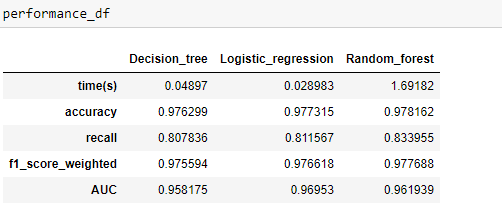 performance_df
Decision_tree Logistic_regression Random_forest
time(s) 0.04897 0.028983 1.69182
accuracy 0.976299 0.977315 0.978162
recall 0.807836 0.811567 0.833955
f1_score_weighted 0.975594 0.976618 0.977688
AUC 0.958175 0.96953 0.961939